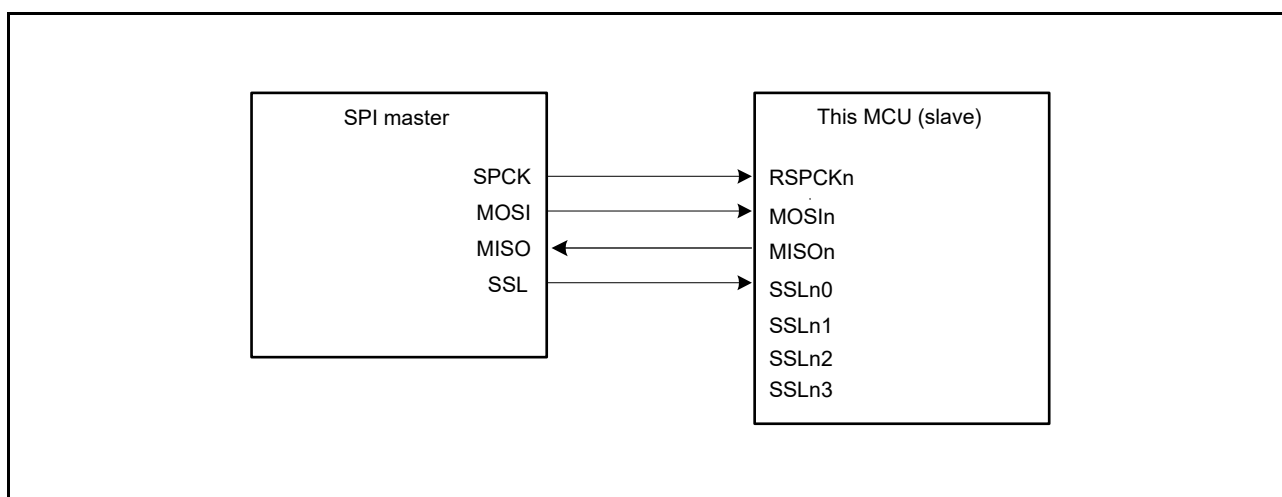 SPI master
SPCK
MOSI
MISO
SSL
This MCU (slave)
RSPCKn
MOSIn
MISOn
SSLn0
SSLn1
SSLn2
SSLn3